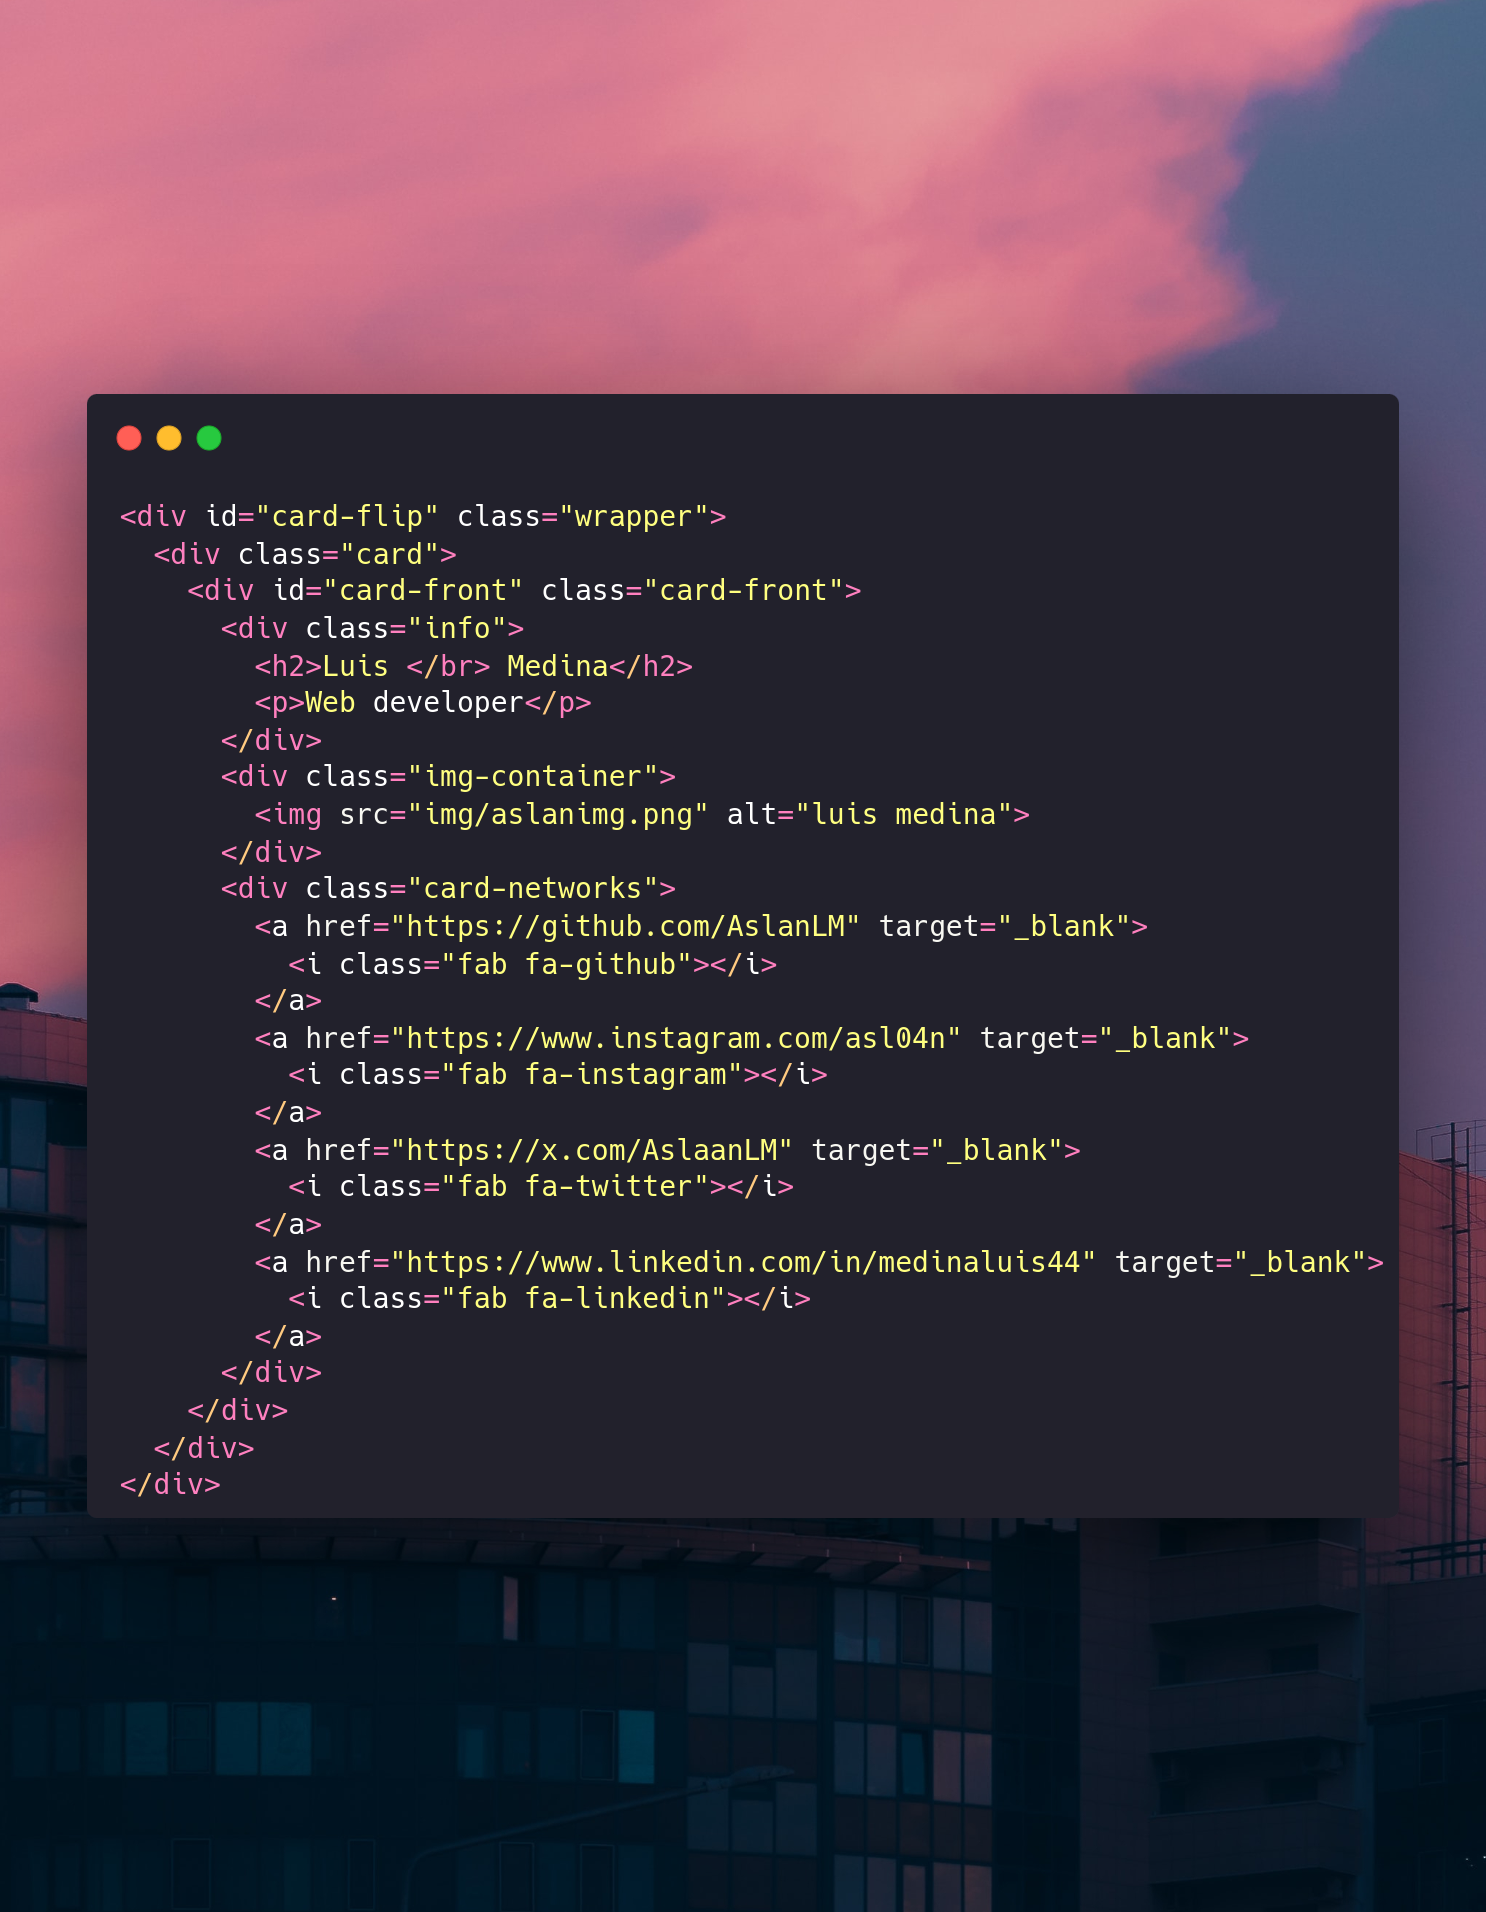 <div id="card-flip" class="wrapper">
  <div class="card">
    <div id="card-front" class="card-front">
      <div class="info">
        <h2>Luis </br> Medina</h2>
        <p>Web developer</p>
      </div>
      <div class="img-container">
        <img src="img/aslanimg.png" alt="luis medina">
      </div>
      <div class="card-networks">
        <a href="https://github.com/AslanLM" target="_blank">
          <i class="fab fa-github"></i>
        </a>
        <a href="https://www.instagram.com/asl04n" target="_blank">
          <i class="fab fa-instagram"></i>
        </a>
        <a href="https://x.com/AslaanLM" target="_blank">
          <i class="fab fa-twitter"></i>
        </a>
        <a href="https://www.linkedin.com/in/medinaluis44" target="_blank">
          <i class="fab fa-linkedin"></i>
        </a>
      </div>
    </div>
  </div>
</div>